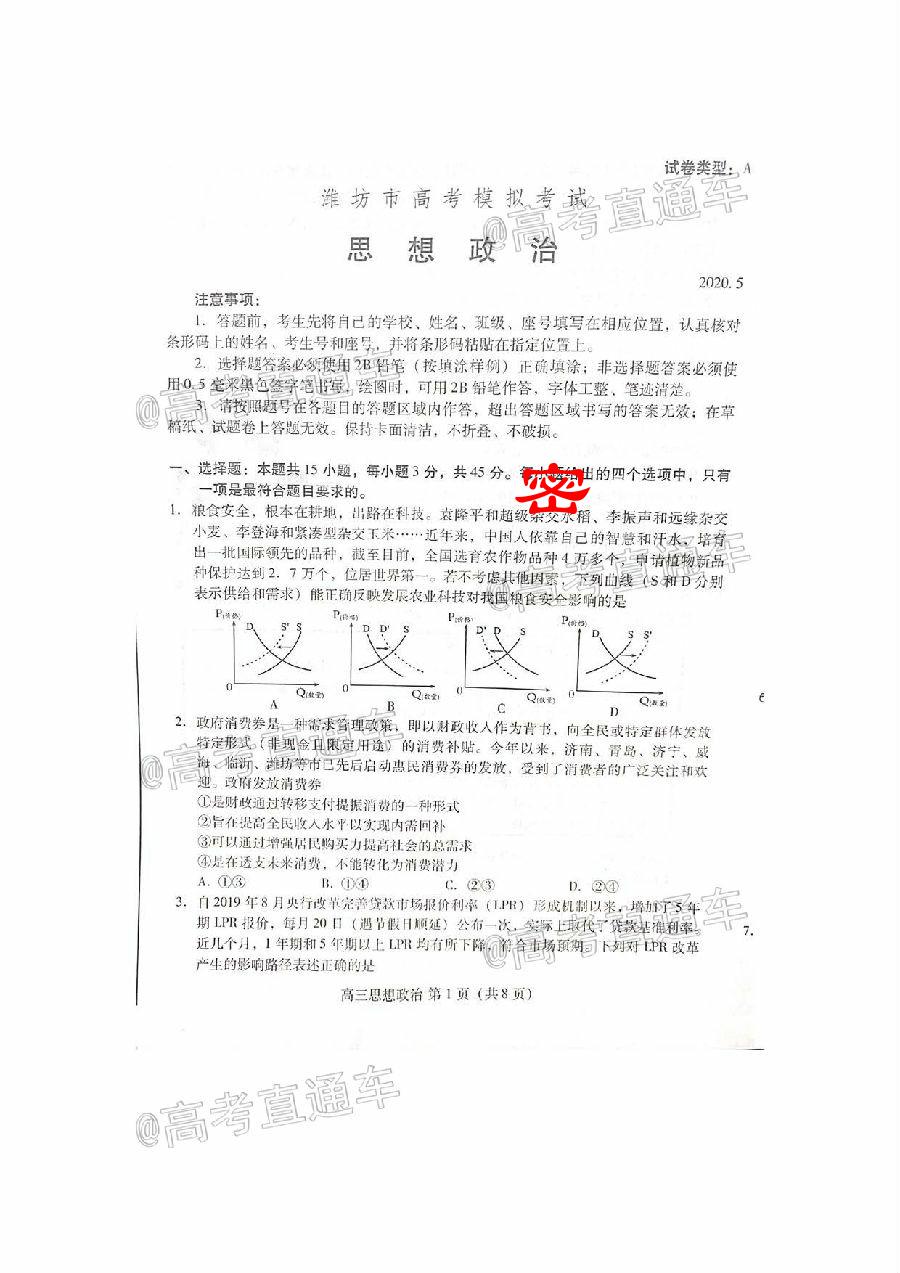 试卷类型：A
潍坊市高考模拟考试
思 想 政 治
2020.5
注意事项：
1．答题前，考生先将自己的学校、姓名、班级、座号填写在相应位置，认真核对
条形码上的姓名、考生号和座号，并将条形码粘贴在指定位置上。
2．选择题答案必须使用2B铅笔（按填涂样例）正确填涂；非选择题答案必须使
用0.5毫米黑色签字笔书写，绘图时，可用2B铅笔作答，字体工整、笔迹清楚。
3．请按照题号在各题目的答题区域内作答，超出答题区域书写的答案无效；在草
稿纸、试题卷上答题无效。保持卡面清洁，不折叠、不破损。
一、选择题：本题共15小题，每小题3分，共45分。每小题给出的四个选项中，只有
一项是最符合题目要求的。
密
1．粮食安全，根本在耕地，出路在科技。袁隆平和超级杂交水稻、李振声和远缘杂交
小麦、李登海和紧凑型杂交玉米……近年来，中国人依靠自己的智慧和汗水，培育
出一批国际领先的品种，截至目前，全国选育农作物品种4万多个，申请植物新品
种保护达到2．7万个，位居世界第一。若不考虑其他因素，下列曲线（S和D分别
表示供给和需求）能正确反映发展农业科技对我国粮食安全影响的是
P(价格) D S' S 0 Q(数量) A
P(价格) D D' S 0 Q(数量) B
P(价格) D' D S 0 Q(数量) C
P(价格) D S S' 0 Q(数量) D
6
2．政府消费券是一种需求管理政策，即以财政收入作为背书，向全民或特定群体发放
特定形式（非现金且限定用途）的消费补贴。今年以来，济南、青岛、济宁、威
海、临沂、潍坊等市已先后启动惠民消费券的发放，受到了消费者的广泛关注和欢
迎。政府发放消费券
①是财政通过转移支付提振消费的一种形式
②旨在提高全民收入水平以实现内需回补
③可以通过增强居民购买力提高社会的总需求
④是在透支未来消费，不能转化为消费潜力
A．①③ B．①④ C．②③ D．②④
3．自2019年8月央行改革完善贷款市场报价利率（LPR）形成机制以来，增加了5年
期LPR报价，每月20日（遇节假日顺延）公布一次，实际上取代了贷款基准利率。
近几个月，1年期和5年期以上LPR均有所下降，符合市场预期。下列对LPR改革
产生的影响路径表述正确的是
7.
高三思想政治 第1页（共8页）
@高考直通车
@高考直通车
@高考直通车
@高考直通车
@高考直通车
@高考直通车
@高考直通车
@高考直通车